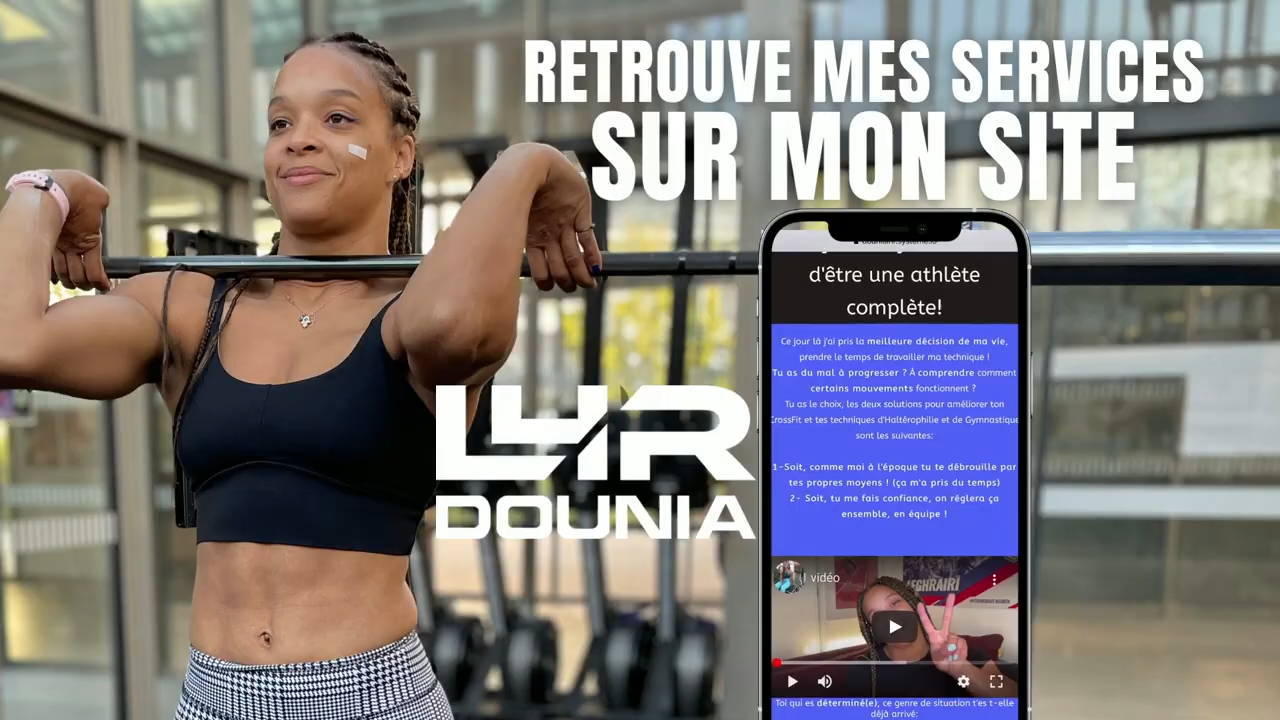 RETROUVE MES SERVICES
SUR MON SITE
d'être une athlète
complète!
Ce jour là j'ai pris la meilleure décision de ma vie,
prendre le temps de travailler ma technique !
Tu as du mal à progresser ? À comprendre comment
certains mouvements fonctionnent ?
Tu as le choix, les deux solutions pour améliorer ton
CrossFit et tes techniques d'Haltérophilie et de Gymnastique
sont les suivantes:
1-Soit, comme moi à l'époque tu te débrouille par
tes propres moyens ! (ça m'a pris du temps)
2- Soit, tu me fais confiance, on réglera ça
ensemble, en équipe !
LHR
DOUNIA
vidéo
LEGHRAIRI
Toi qui es déterminé(e), ce genre de situation t'es t-elle
déjà arrivé: